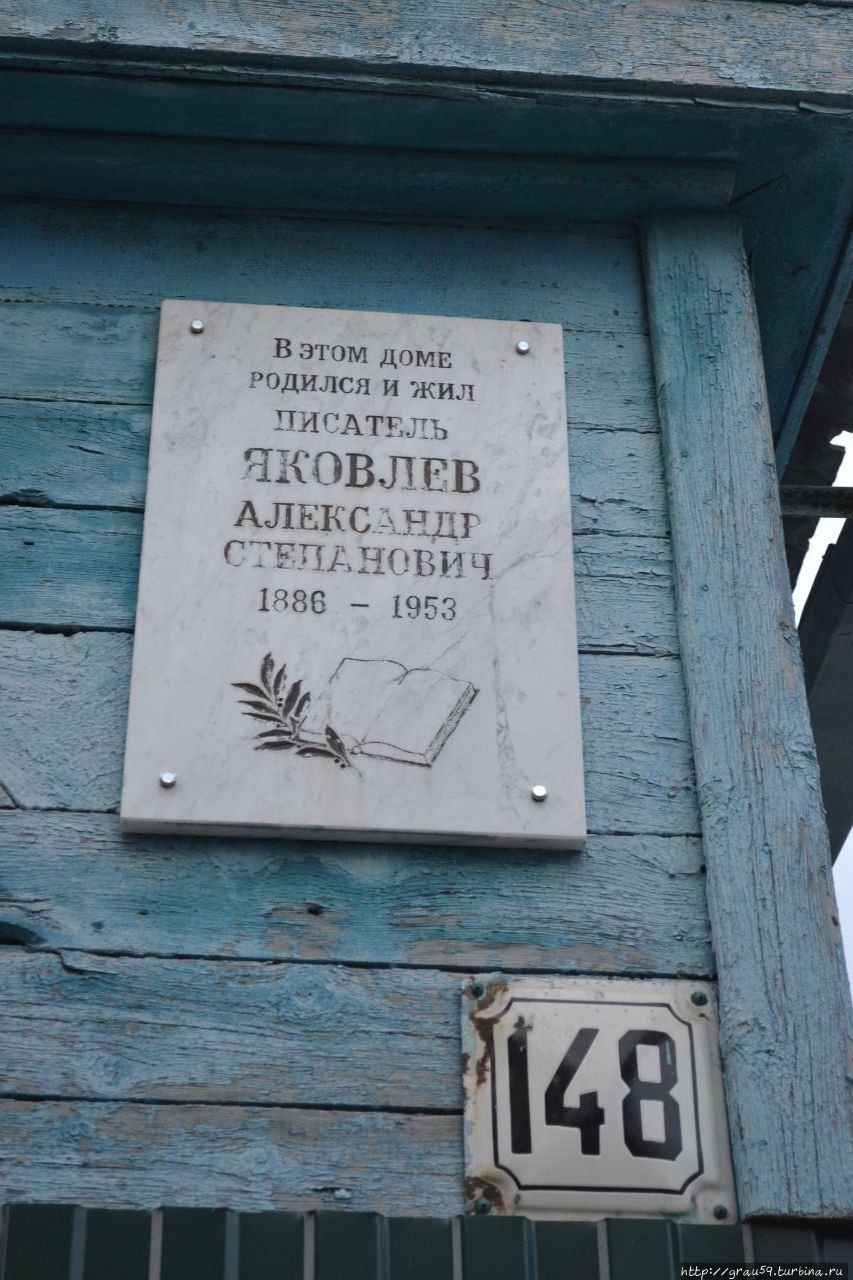 В ЭТОМ ДОМЕ
РОДИЛСЯ И ЖИЛ
ПИСАТЕЛЬ
ЯКОВЛЕВ
АЛЕКСАНДР
СТЕПАНОВИЧ
1886 – 1953
148
http://grau59.turbina.ru